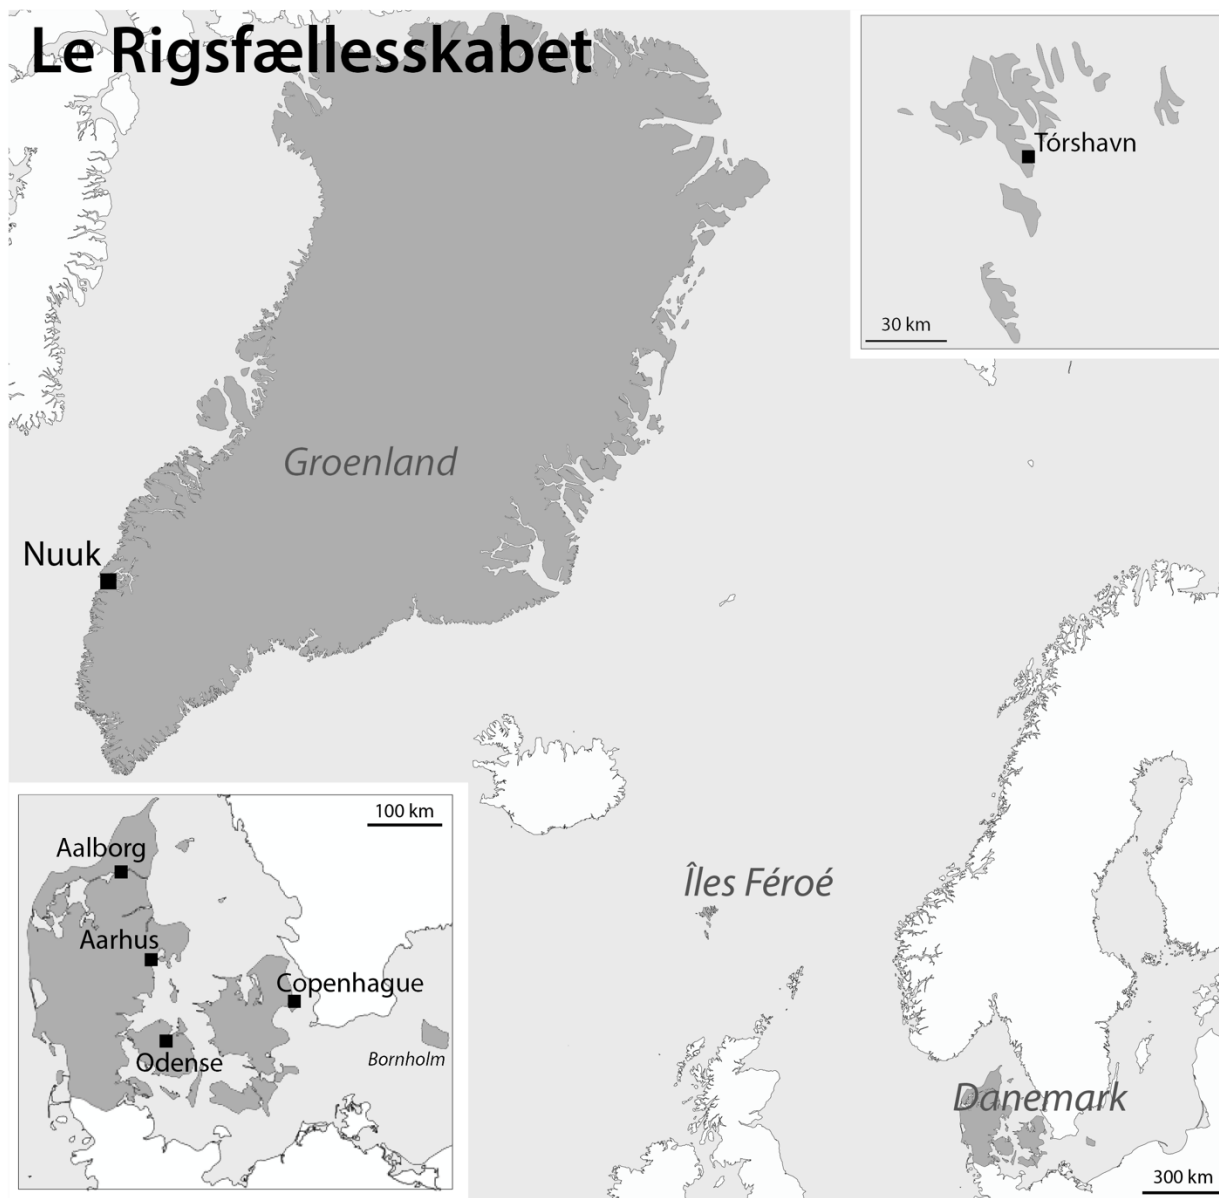 Le Rigsfællesskabet
Tórshavn
30 km
Groenland
Nuuk
100 km
Aalborg
Aarhus
Copenhague
Odense
Bornholm
Îles Féroé
Danemark
300 km